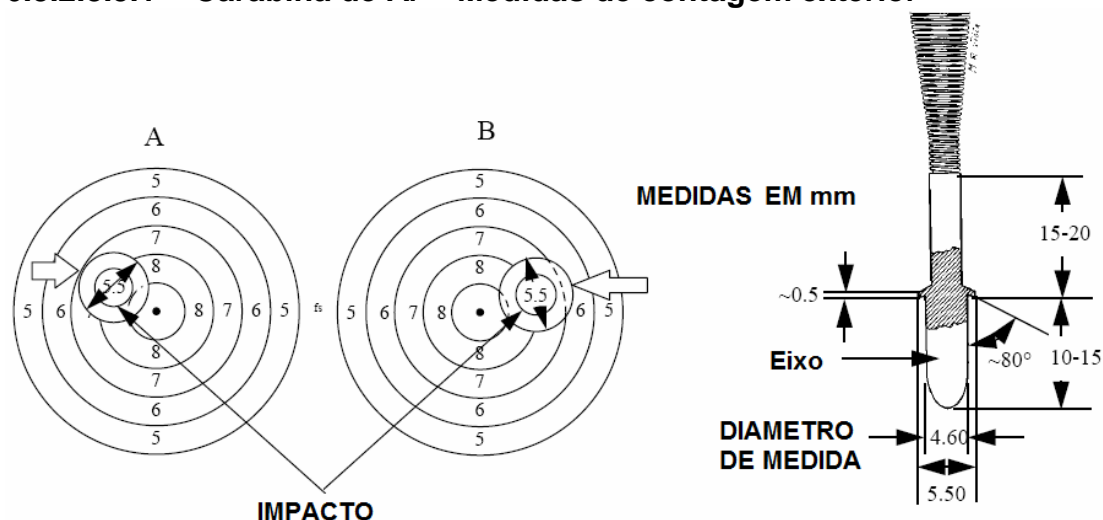 Carabina de AR – Medidas de contagem exterior
A
B
5 5
6 6
7 7
8 8
5.5 5.5
5 6 8 7 6 5
fs
5 6 7 8 6 5
8 8
7 7
6 6
5 5
IMPACTO
MEDIDAS EM mm
15-20
~0.5
~80°
10-15
Eixo
DIAMETRO
DE MEDIDA
4.60
5.50